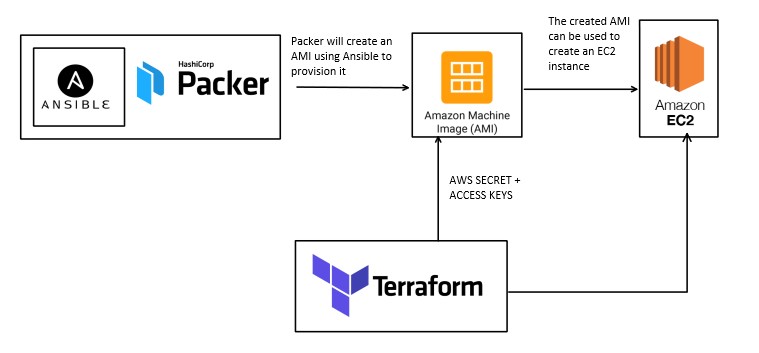 ANSIBLE
HashiCorp
Packer
Packer will create an
AMI using Ansible to
provision it
Amazon Machine
Image (AMI)
The created AMI
can be used to
create an EC2
instance
Amazon
EC2
AWS SECRET +
ACCESS KEYS
Terraform